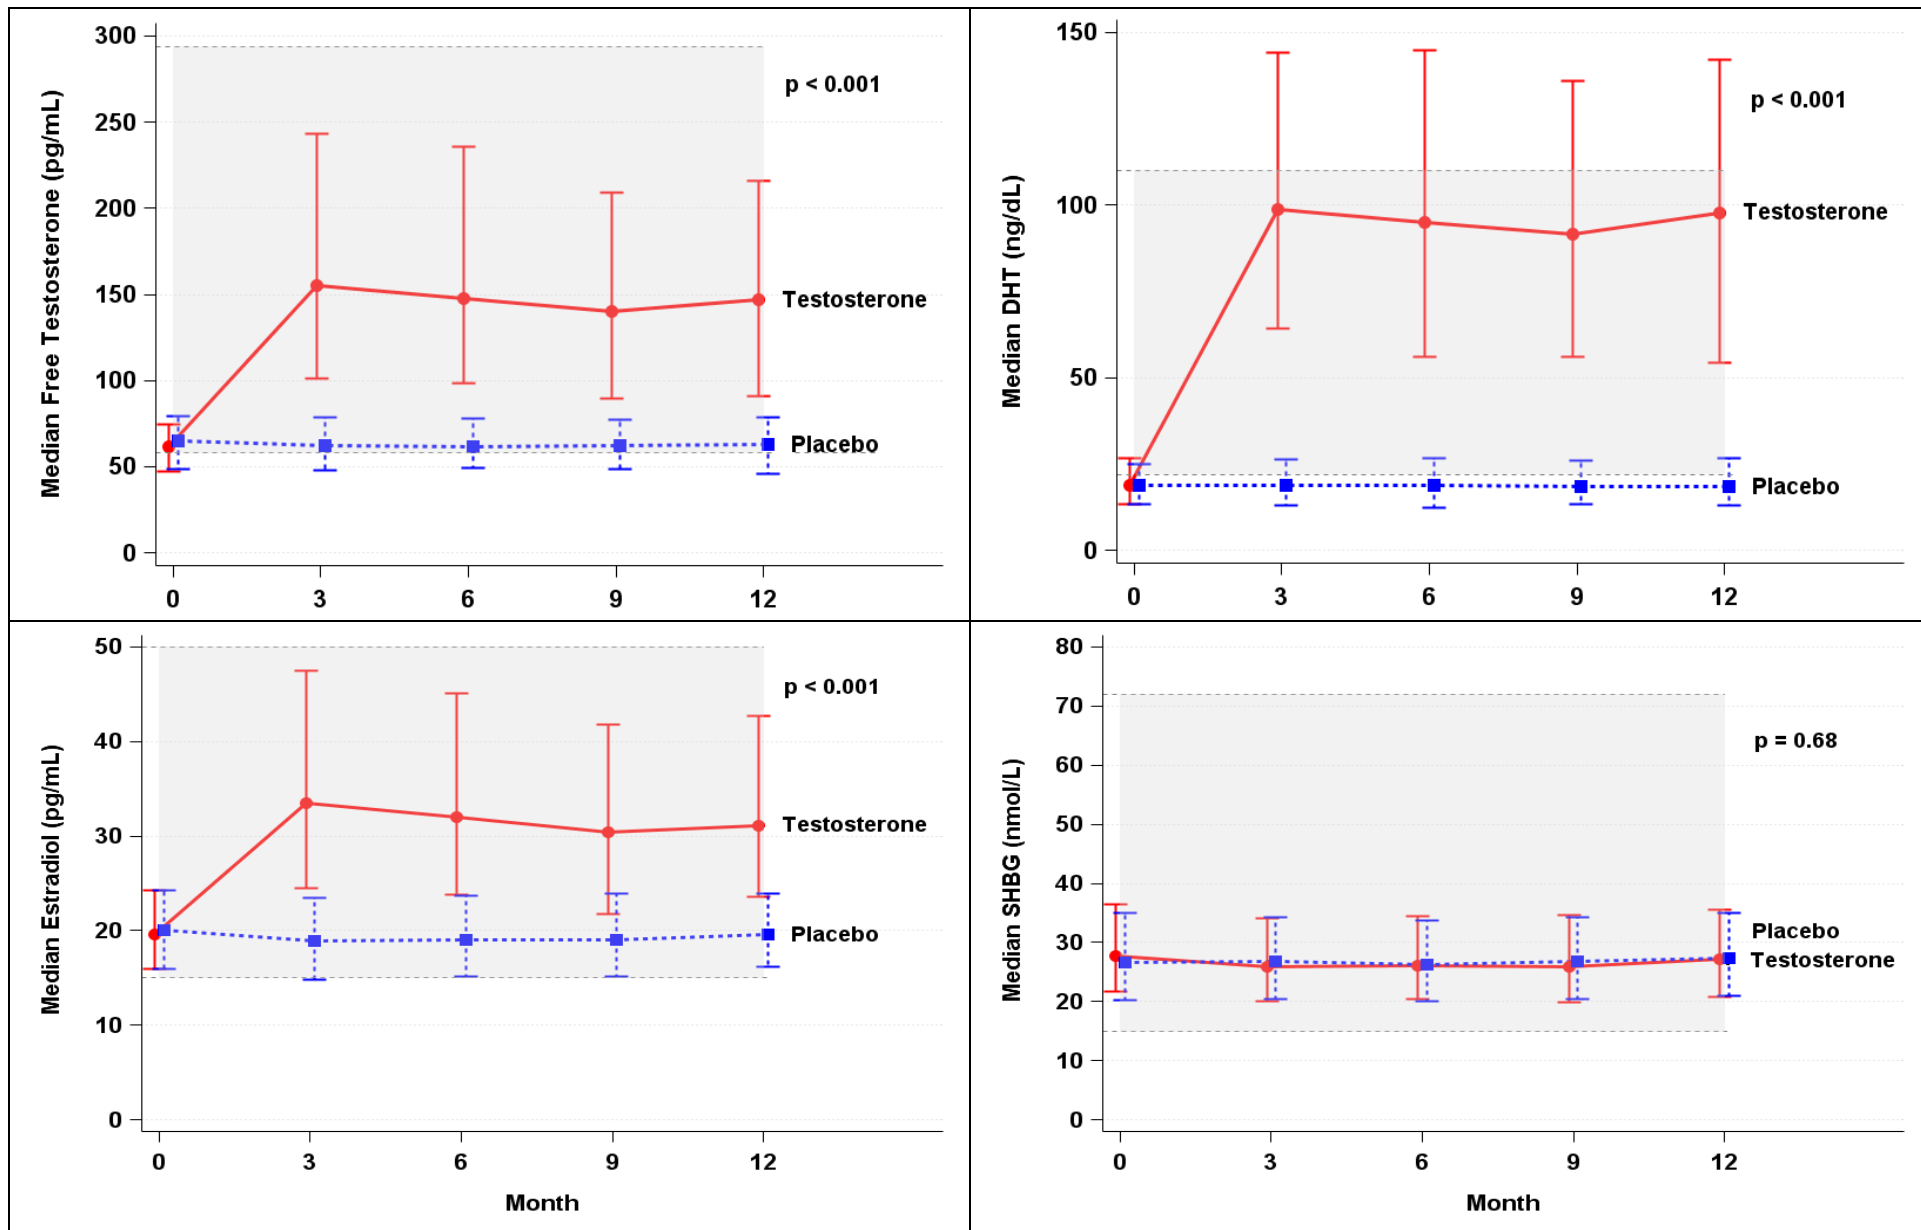 Median Free Testosterone (pg/mL)
300
250
200
150
100
50
0
p < 0.001
Testosterone
Placebo
0 3 6 9 12
Median DHT (ng/dL)
150
100
50
0
p < 0.001
Testosterone
Placebo
0 3 6 9 12
Median Estradiol (pg/mL)
50
40
30
20
10
0
p < 0.001
Testosterone
Placebo
0 3 6 9 12
Month
Median SHBG (nmol/L)
80
70
60
50
40
30
20
10
0
p = 0.68
Placebo
Testosterone
0 3 6 9 12
Month